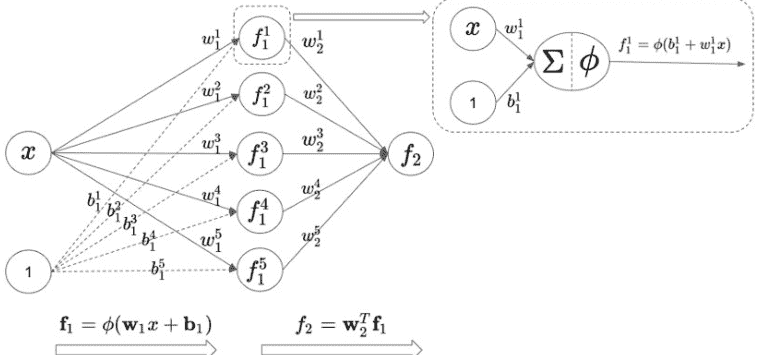 w_1^1
f_1^1
w_2^1
x
w_1^1
f_1^1 = ϕ(b_1^1 + w_1^1 x)
Σ ϕ
1
b_1^1
w_1^2
f_1^2
w_2^2
x
w_1^3
f_1^3
w_2^3
f_2
w_1^4
f_1^4
w_2^4
b_1^1
b_1^2
b_1^3
b_1^4
w_1^5
w_2^5
1
b_1^5
f_1^5
𝐟_1 = ϕ(𝐰_1 x + 𝐛_1)
f_2 = 𝐰_2^T 𝐟_1